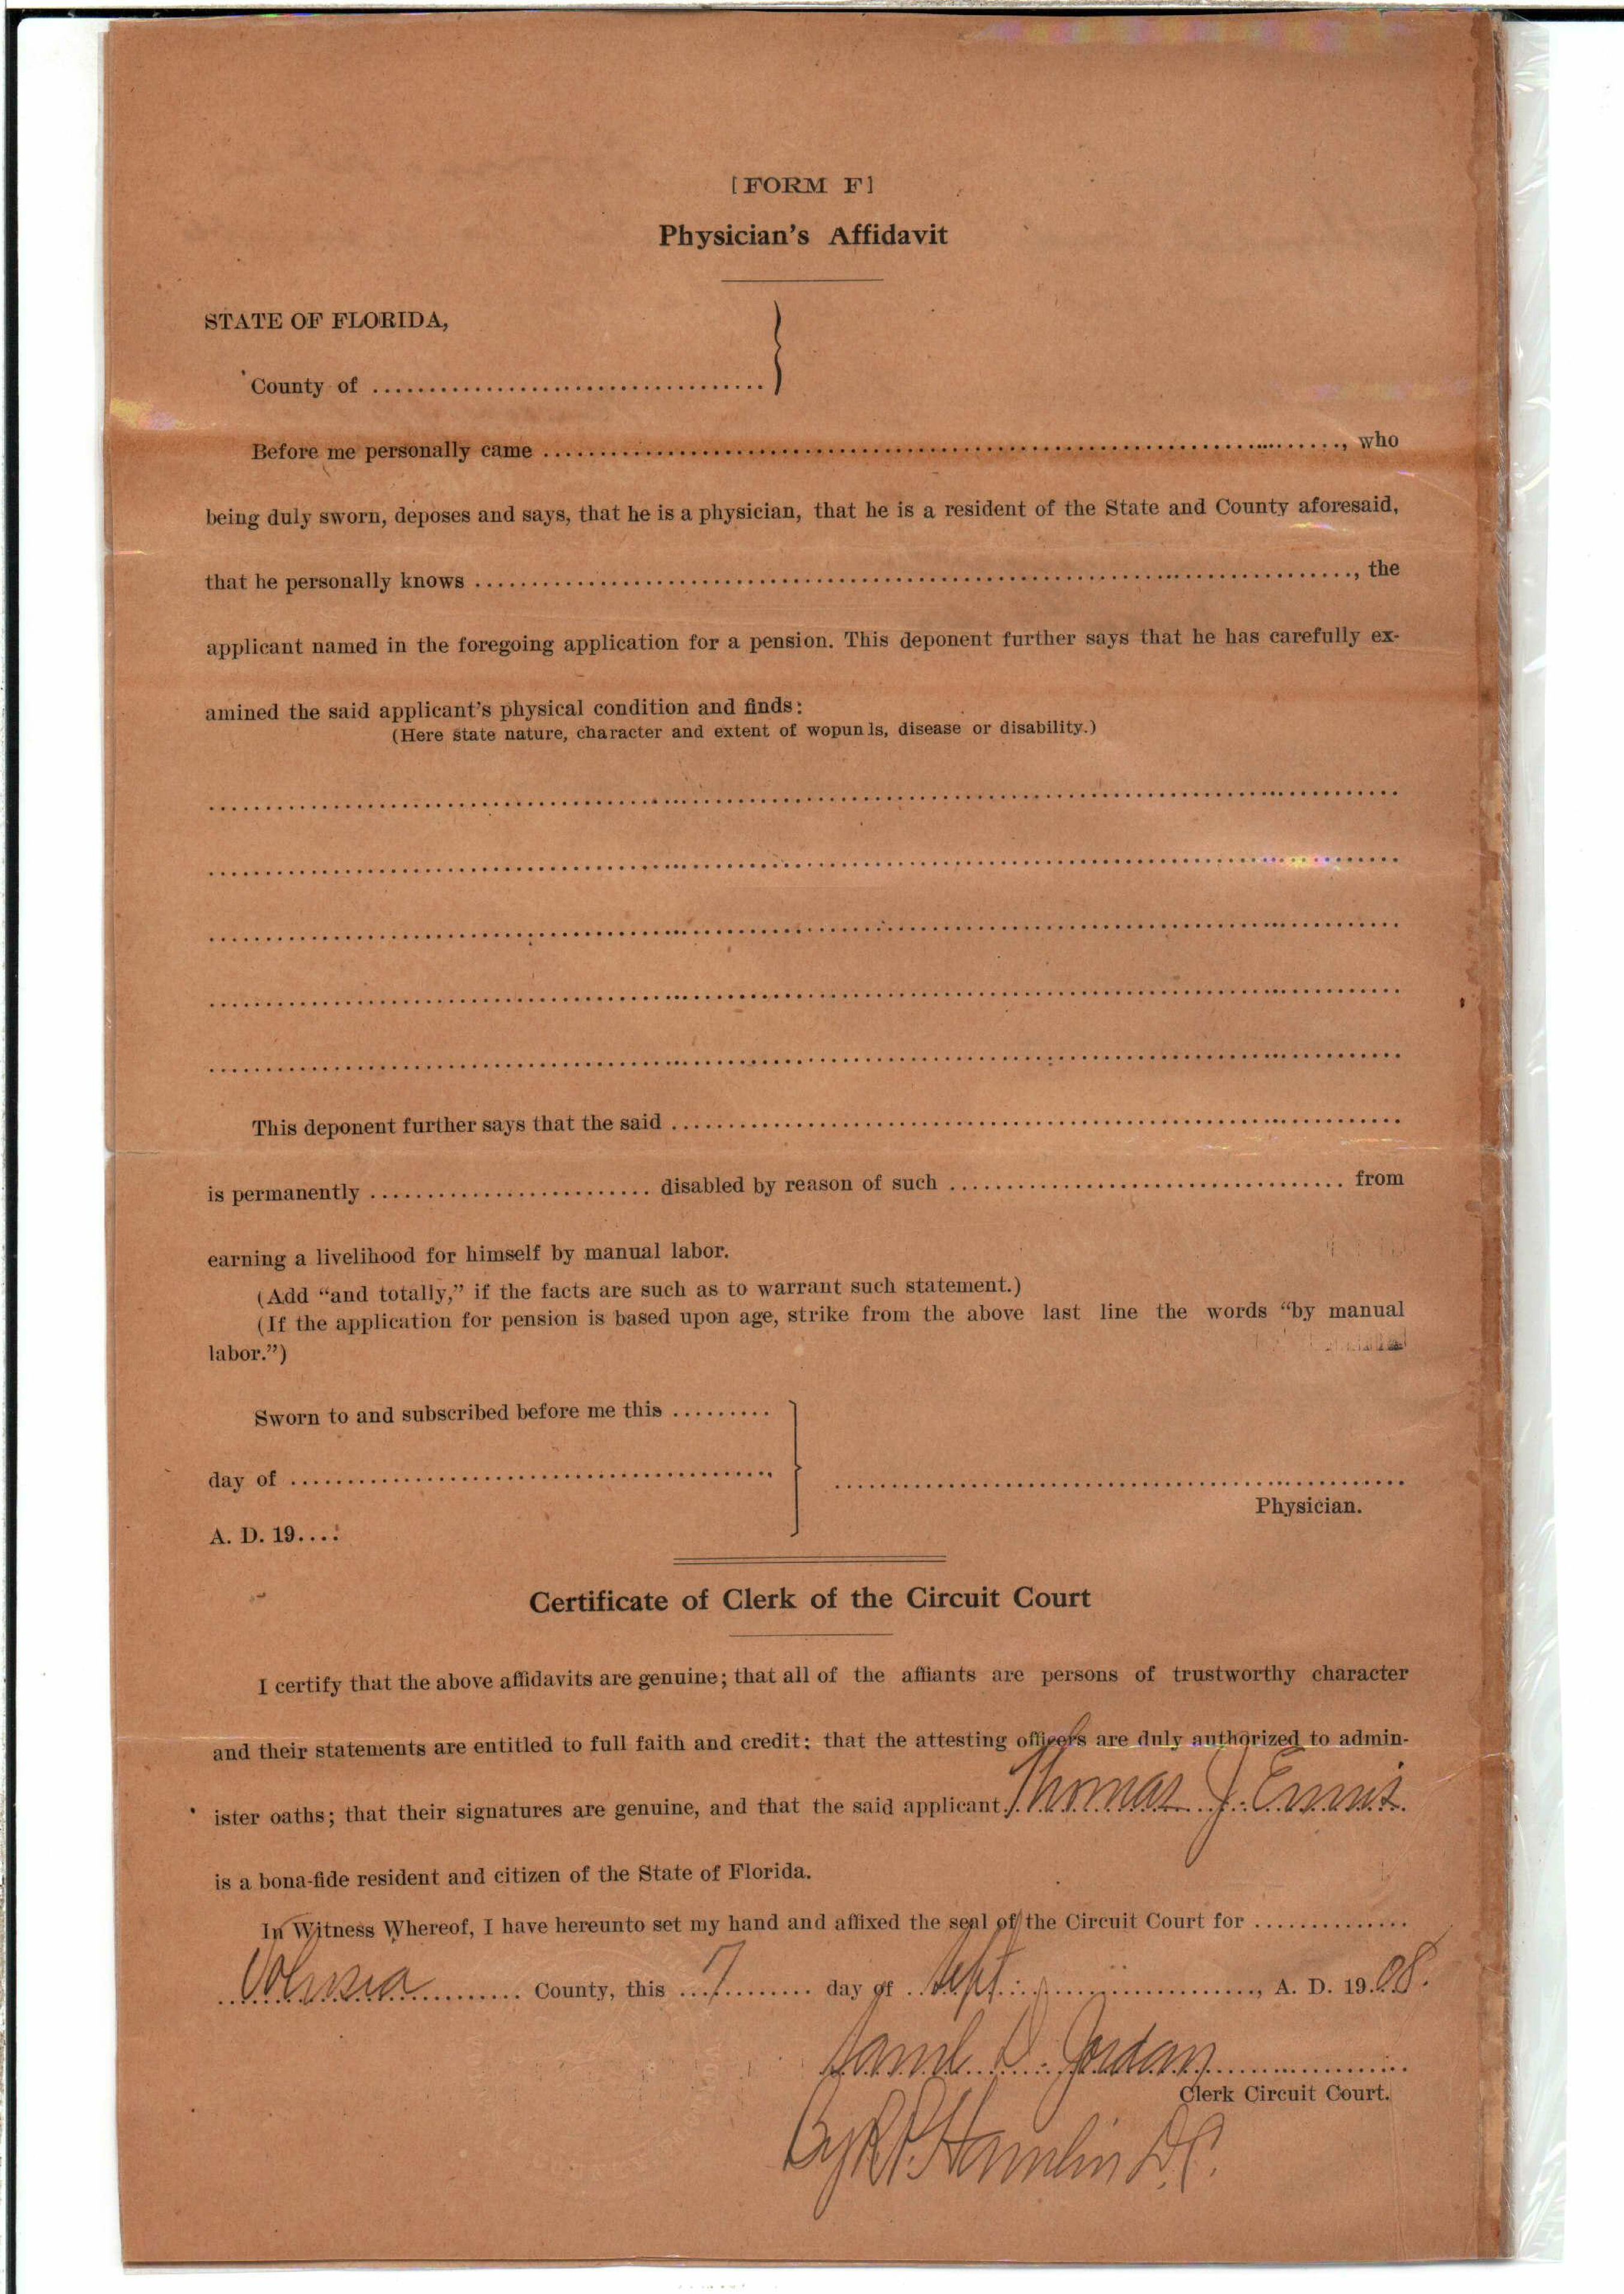 [FORM F]
Physician's Affidavit
STATE OF FLORIDA,
County of
Before me personally came , who
being duly sworn, deposes and says, that he is a physician, that he is a resident of the State and County aforesaid,
that he personally knows , the
applicant named in the foregoing application for a pension. This deponent further says that he has carefully ex-
amined the said applicant's physical condition and finds:
(Here state nature, character and extent of wopunls, disease or disability.)
This deponent further says that the said
is permanently disabled by reason of such from
earning a livelihood for himself by manual labor.
(Add "and totally," if the facts are such as to warrant such statement.)
(If the application for pension is based upon age, strike from the above last line the words "by manual
labor.")
Sworn to and subscribed before me this
day of
Physician.
A. D. 19....
Certificate of Clerk of the Circuit Court
I certify that the above affidavits are genuine; that all of the affiants are persons of trustworthy character
and their statements are entitled to full faith and credit: that the attesting officers are duly authorized to admin-
ister oaths; that their signatures are genuine, and that the said applicant Thomas J. Ennis
is a bona-fide resident and citizen of the State of Florida.
In Witness Whereof, I have hereunto set my hand and affixed the seal of the Circuit Court for
Volusia County, this 7 day of Sept. , A. D. 1908.
Saml D. Jordan
Clerk Circuit Court.
By Hamlin D.C.